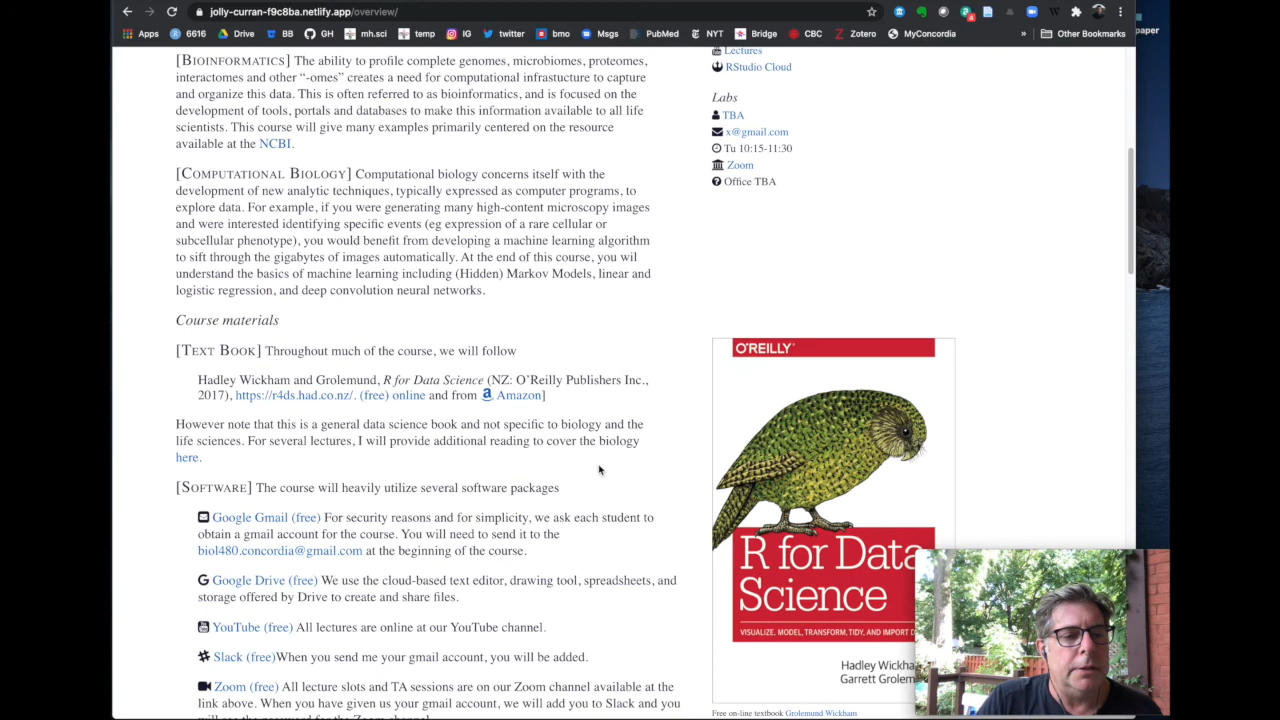 jolly-curran-f9c8ba.netlify.app/overview/
Apps
6616
Drive
BB
GH
mh.sci
temp
IG
twitter
bmo
Msgs
PubMed
NYT
Bridge
CBC
Zotero
MyConcordia
»
Other Bookmarks
paper
[Bioinformatics] The ability to profile complete genomes, microbiomes, proteomes,
interactomes and other “-omes” creates a need for computational infrastucture to capture
and organize this data. This is often referred to as bioinformatics, and is focused on the
development of tools, portals and databases to make this information available to all life
scientists. This course will give many examples primarily centered on the resource
available at the NCBI.
[Computational Biology] Computational biology concerns itself with the
development of new analytic techniques, typically expressed as computer programs, to
explore data. For example, if you were generating many high-content microscopy images
and were interested identifying specific events (eg expression of a rare cellular or
subcellular phenotype), you would benefit from developing a machine learning algorithm
to sift through the gigabytes of images automatically. At the end of this course, you wil
understand the basics of machine learning including (Hidden) Markov Models, linear and
logistic regression, and deep convolution neural networks.
Course materials
[Text Book] Throughout much of the course, we will follow
Hadley Wickham and Grolemund, R for Data Science (NZ: O’Reilly Publishers Inc.,
2017), https://r4ds.had.co.nz/. (free) online and from Amazon]
However note that this is a general data science book and not specific to biology and the
life sciences. For several lectures, I will provide additional reading to cover the biology
here.
[Software] The course will heavily utilize several software packages
Google Gmail (free) For security reasons and for simplicity, we ask each student to
obtain a gmail account for the course. You will need to send it to the
biol480.concordia@gmail.com at the beginning of the course.
Google Drive (free) We use the cloud-based text editor, drawing tool, spreadsheets, and
storage offered by Drive to create and share files.
YouTube (free) All lectures are online at our YouTube channel.
Slack (free)When you send me your gmail account, you will be added.
Zoom (free) All lecture slots and TA sessions are on our Zoom channel available at the
link above. When you have given us your gmail account, we will add you to Slack and you
Lectures
RStudio Cloud
Labs
TBA
x@gmail.com
Tu 10:15-11:30
Zoom
Office TBA
O'REILLY
R for Data
Science
VISUALIZE, MODEL, TRANSFORM, TIDY, AND IMPORT D
Hadley Wickha
Garrett Grolem
Free on-line textbook Grolemund Wickham